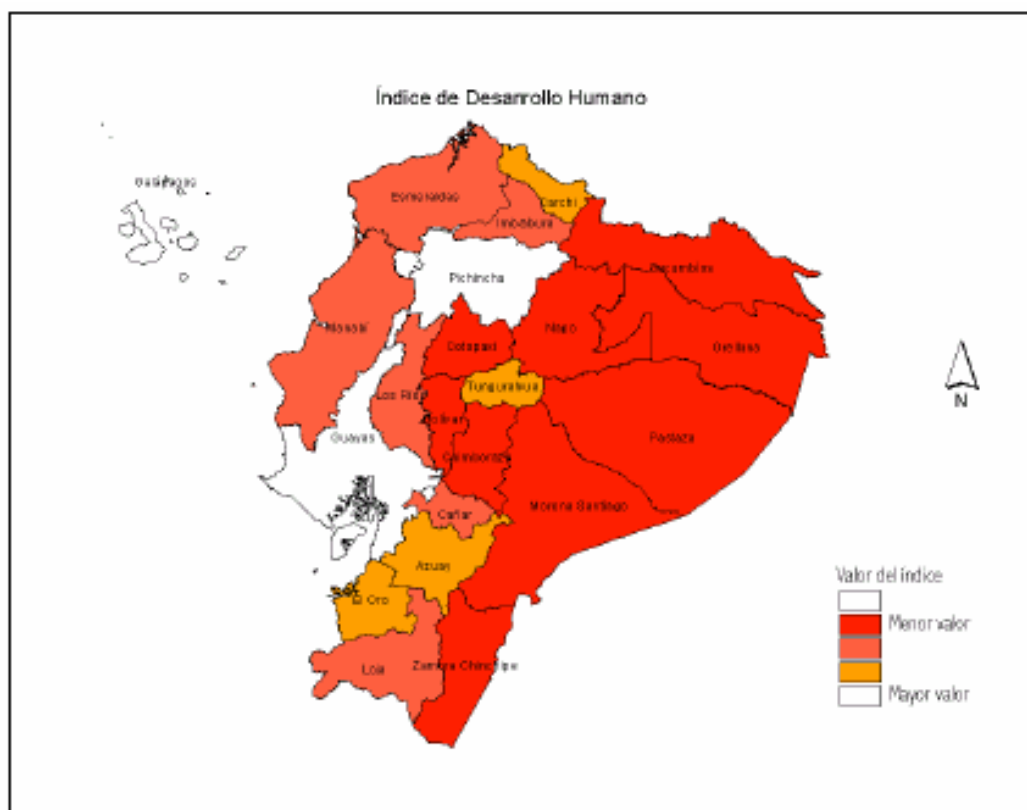 Índice de Desarrollo Humano
Galápagos
Esmeraldas
Carchi
Imbabura
Sucumbíos
Pichincha
Manabí
Napo
Orellana
Cotopaxi
Tungurahua
Los Ríos
Bolívar
Guayas
Pastaza
Chimborazo
Morona Santiago
Cañar
Azuay
El Oro
Loja
Zamora Chinchipe
N
Valor del índice
Menor valor
Mayor valor